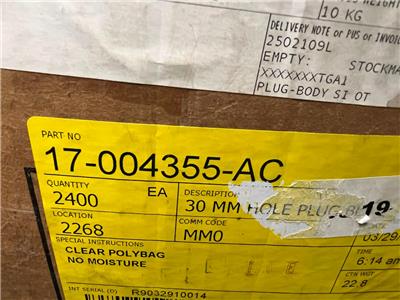 10 KG
DELIVERY NOTE or PUS or INVOI
2502109L
EMPTY: STOCKMA
XXXXXXXTGA1
PLUG-BODY SI OT
PART NO
17-004355-AC
QUANTITY
2400 EA
DESCRIPTION
30 MM HOLE PLUG
19-
LOCATION
2268
COMM CODE
MM0
03/29/
SPECIAL INSTRUCTIONS
CLEAR POLYBAG
NO MOISTURE
TIME
6:14 am
CTN WGT
22.8
INT SERIAL (D) R9032910014